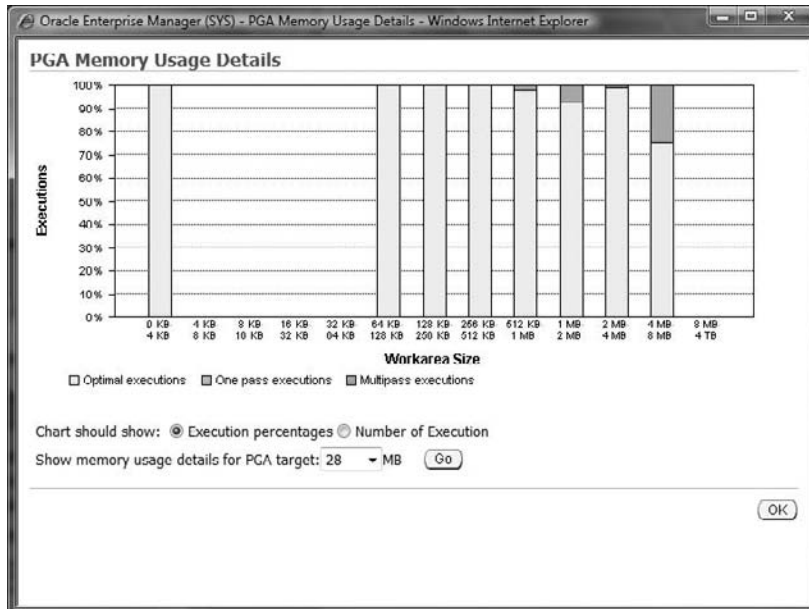 Oracle Enterprise Manager (SYS) - PGA Memory Usage Details - Windows Internet Explorer
PGA Memory Usage Details
100%
90%
80%
70%
60%
50%
40%
30%
20%
10%
0%
Executions
0 KB 4 KB 8 KB 16 KB 32 KB 64 KB 128 KB 256 KB 512 KB 1 MB 2 MB 4 MB 8 MB
4 KB 8 KB 10 KB 32 KB 04 KB 128 KB 250 KB 512 KB 1 MB 2 MB 4 MB 8 MB 4 TB
Workarea Size
Optimal executions One pass executions Multipass executions
Chart should show: Execution percentages Number of Execution
Show memory usage details for PGA target: 28 MB Go
OK